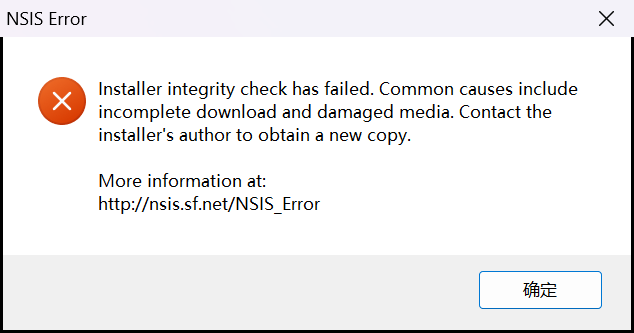 NSIS Error
Installer integrity check has failed. Common causes include
incomplete download and damaged media. Contact the
installer's author to obtain a new copy.
More information at:
http://nsis.sf.net/NSIS_Error
确定